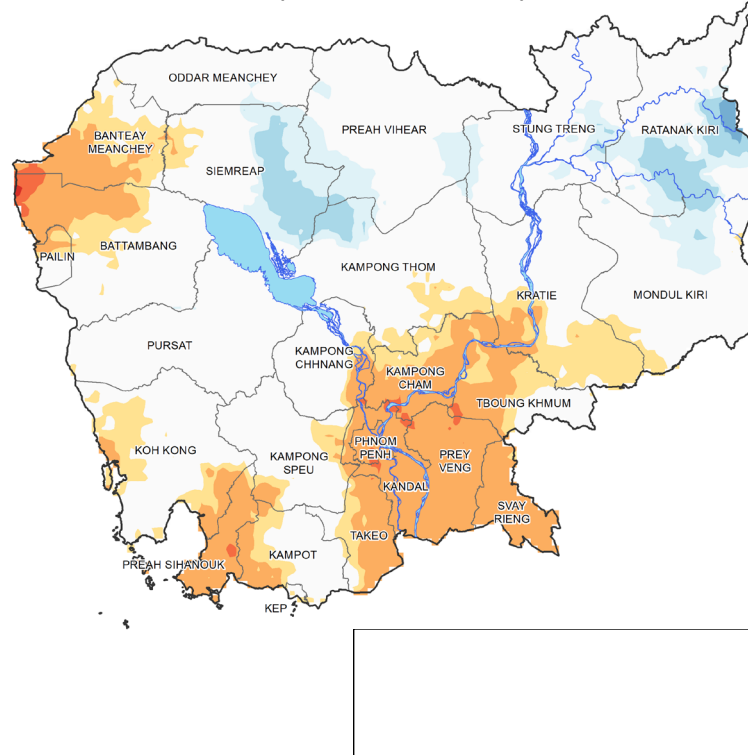 ODDAR MEANCHEY
BANTEAY
MEANCHEY
PREAH VIHEAR
STUNG TRENG
RATANAK KIRI
SIEMREAP
BATTAMBANG
PAILIN
KAMPONG THOM
KRATIE
MONDUL KIRI
PURSAT
KAMPONG
CHHNANG
KAMPONG
CHAM
TBOUNG KHMUM
KOH KONG
KAMPONG
SPEU
PHNOM
PENH
PREY
VENG
KANDAL
SVAY
RIENG
TAKEO
KAMPOT
PREAH SIHANOUK
KEP